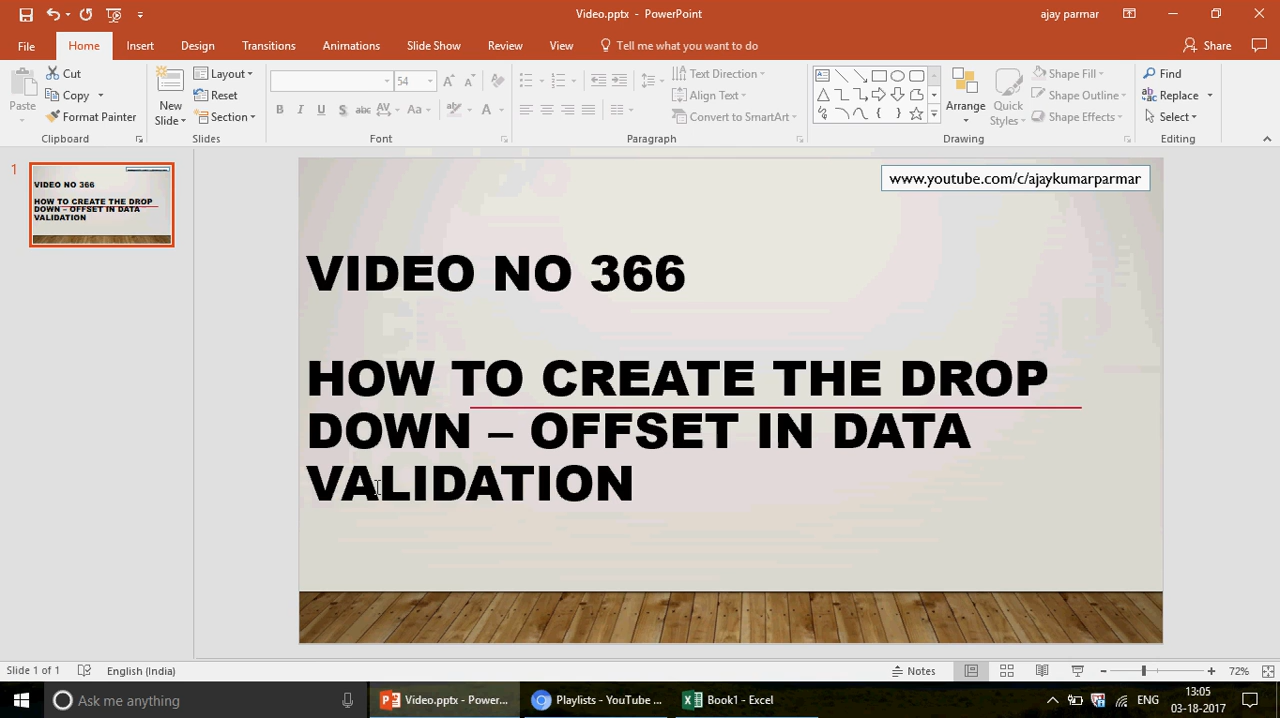 Video.pptx - PowerPoint
ajay parmar
File
Home
Insert
Design
Transitions
Animations
Slide Show
Review
View
Tell me what you want to do
Share
Paste
Cut
Copy
Format Painter
Clipboard
New
Slide
Layout
Reset
Section
Slides
54
B I U S abc AV Aa A
Font
Text Direction
Align Text
Convert to SmartArt
Paragraph
Arrange
Quick
Styles
Shape Fill
Shape Outline
Shape Effects
Drawing
Find
Replace
Select
Editing
1
VIDEO NO 366
HOW TO CREATE THE DROP
DOWN – OFFSET IN DATA
VALIDATION
www.youtube.com/c/ajaykumarparmar
VIDEO NO 366
HOW TO CREATE THE DROP
DOWN – OFFSET IN DATA
VALIDATION
Slide 1 of 1
English (India)
Notes
72%
Ask me anything
Video.pptx - Power...
Playlists - YouTube ...
Book1 - Excel
ENG
13:05
03-18-2017